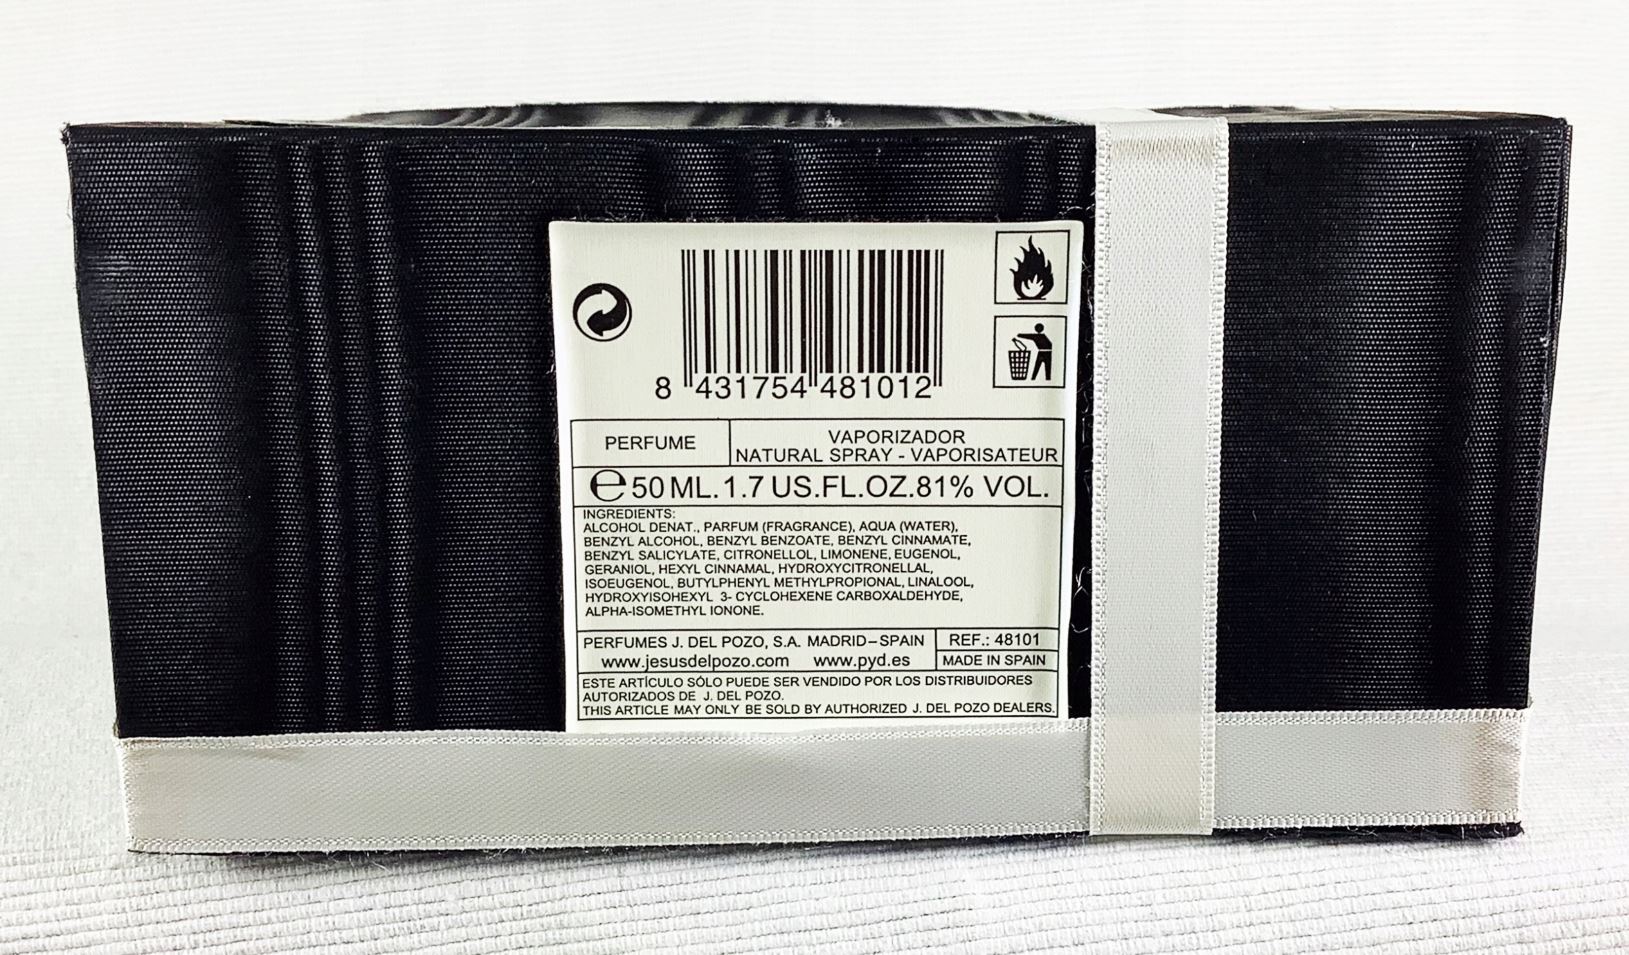 8 431754 481012
PERFUME
VAPORIZADOR
NATURAL SPRAY - VAPORISATEUR
℮ 50 ML. 1.7 US.FL.OZ.81% VOL.
INGREDIENTS:
ALCOHOL DENAT., PARFUM (FRAGRANCE), AQUA (WATER),
BENZYL ALCOHOL, BENZYL BENZOATE, BENZYL CINNAMATE,
BENZYL SALICYLATE, CITRONELLOL, LIMONENE, EUGENOL,
GERANIOL, HEXYL CINNAMAL, HYDROXYCITRONELLAL,
ISOEUGENOL, BUTYLPHENYL METHYLPROPIONAL, LINALOOL,
HYDROXYISOHEXYL 3- CYCLOHEXENE CARBOXALDEHYDE,
ALPHA-ISOMETHYL IONONE.
PERFUMES J. DEL POZO, S.A. MADRID–SPAIN
www.jesusdelpozo.com www.pyd.es
REF.: 48101
MADE IN SPAIN
ESTE ARTÍCULO SÓLO PUEDE SER VENDIDO POR LOS DISTRIBUIDORES
AUTORIZADOS DE J. DEL POZO.
THIS ARTICLE MAY ONLY BE SOLD BY AUTHORIZED J. DEL POZO DEALERS.